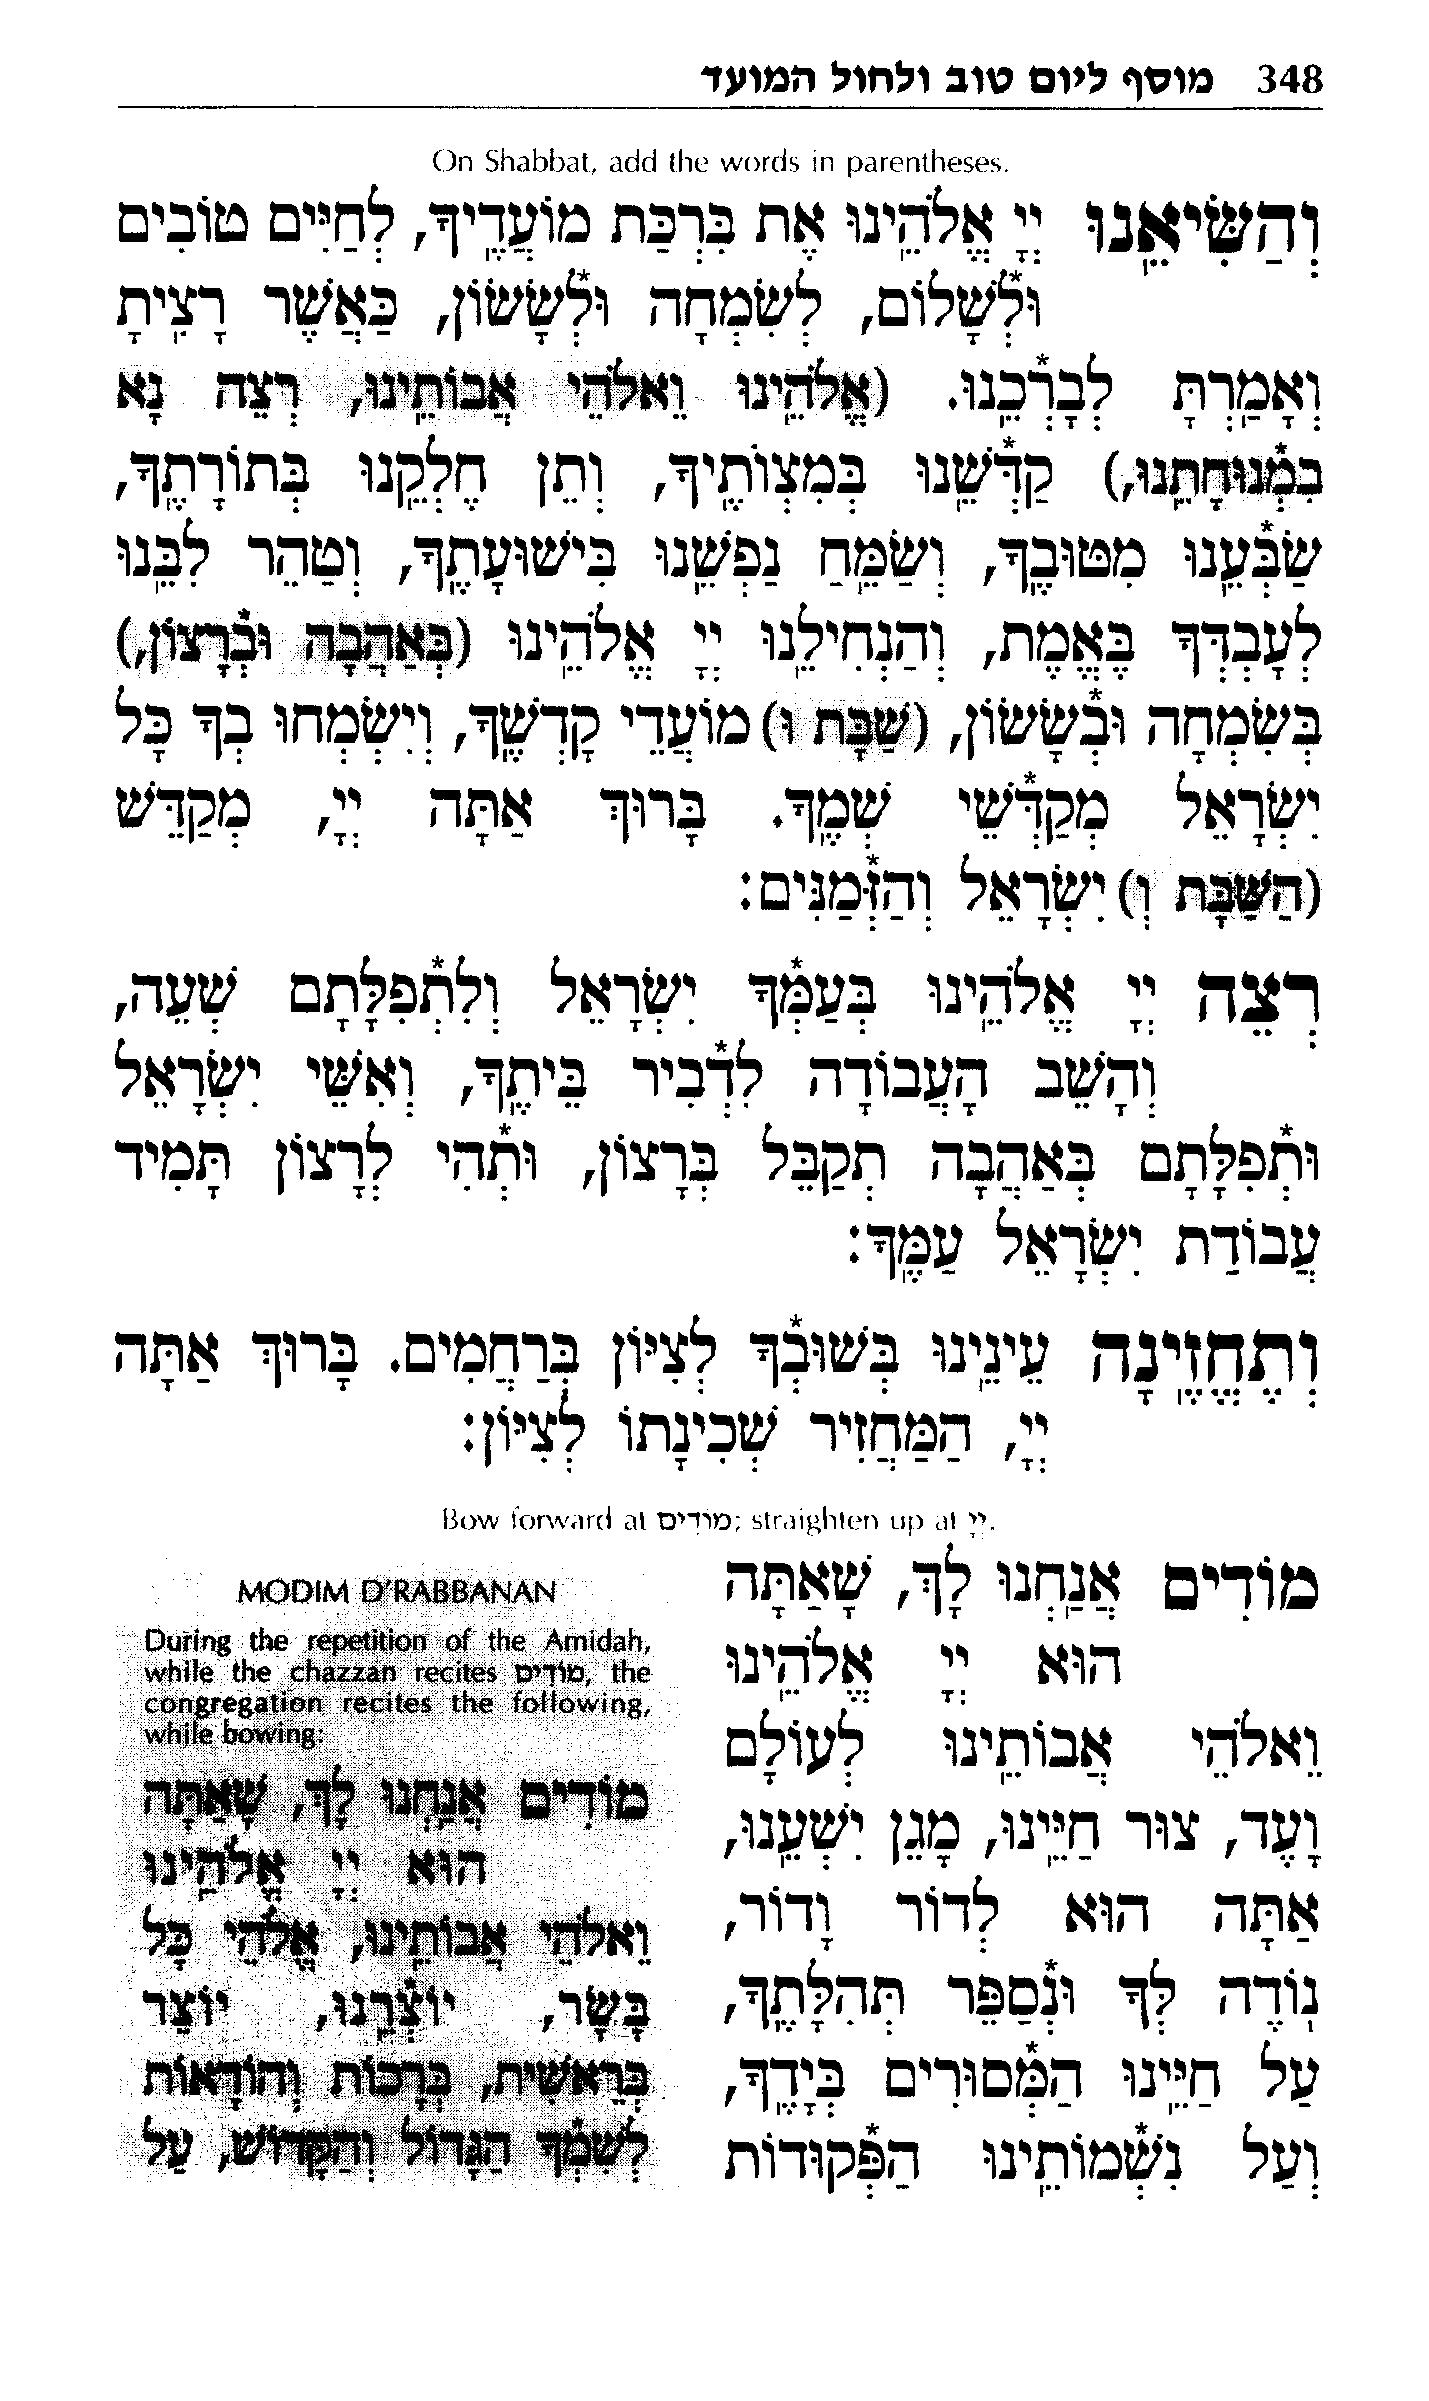 348 מוסף ליום טוב ולחול המועד
On Shabbat, add the words in parentheses.
וְהַשִּׂיאֵֽנוּ יְיָ אֱלֹהֵֽינוּ אֶת בִּרְכַּת מוֹעֲדֶֽיךָ, לְחַיִּים טוֹבִים
וּלְֿשָׁלוֹם, לְשִׂמְחָה וּלְֿשָׂשׂוֹן, כַּאֲשֶׁר רָצִֽיתָ
וְאָמַֽרְתָּ לְבָרְֿכֵֽנוּ. (אֱלֹהֵֽינוּ וֵאלֹהֵי אֲבוֹתֵֽינוּ, רְצֵה נָא
בִמְֿנוּחָתֵֽנוּ,) קַדְּֿשֵֽׁנוּ בְּמִצְוֹתֶֽיךָ, וְתֵן חֶלְקֵֽנוּ בְּתוֹרָתֶֽךָ,
שַׂבְּֿעֵֽנוּ מִטּוּבֶֽךָ, וְשַׂמֵּֽחַ נַפְשֵֽׁנוּ בִּישׁוּעָתֶֽךָ, וְטַהֵר לִבֵּֽנוּ
לְעָבְדְּךָ בֶּאֱמֶת, וְהַנְחִילֵֽנוּ יְיָ אֱלֹהֵֽינוּ (בְּאַהֲבָה וּבְֿרָצוֹן,)
בְּשִׂמְחָה וּבְֿשָׂשׂוֹן, (שַׁבָּת וּ) מוֹעֲדֵי קָדְשֶֽׁךָ, וְיִשְׂמְחוּ בְךָ כָּל
יִשְׂרָאֵל מְקַדְּֿשֵׁי שְׁמֶֽךָ. בָּרוּךְ אַתָּה יְיָ, מְקַדֵּשׁ
(הַשַּׁבָּת וְ) יִשְׂרָאֵל וְהַזְּֿמַנִּים:
רְצֵה יְיָ אֱלֹהֵֽינוּ בְּעַמְּֿךָ יִשְׂרָאֵל וְלִתְֿפִלָּתָם שְׁעֵה,
וְהָשֵׁב הָעֲבוֹדָה לִדְֿבִיר בֵּיתֶֽךָ, וְאִשֵּׁי יִשְׂרָאֵל
וּתְֿפִלָּתָם בְּאַהֲבָה תְקַבֵּל בְּרָצוֹן, וּתְֿהִי לְרָצוֹן תָּמִיד
עֲבוֹדַת יִשְׂרָאֵל עַמֶּֽךָ:
וְתֶחֱזֶֽינָה עֵינֵֽינוּ בְּשׁוּבְֿךָ לְצִיּוֹן בְּרַחֲמִים. בָּרוּךְ אַתָּה
יְיָ, הַמַּחֲזִיר שְׁכִינָתוֹ לְצִיּוֹן:
Bow forward at מוֹדִים; straighten up at יְיָ.
מוֹדִים אֲנַֽחְנוּ לָךְ, שָׁאַתָּה
הוּא יְיָ אֱלֹהֵֽינוּ
וֵאלֹהֵי אֲבוֹתֵֽינוּ לְעוֹלָם
וָעֶד, צוּר חַיֵּֽינוּ, מָגֵן יִשְׁעֵֽנוּ,
אַתָּה הוּא לְדוֹר וָדוֹר,
נֽוֹדֶה לְּךָ וּנְֿסַפֵּר תְּהִלָּתֶֽךָ,
עַל חַיֵּֽינוּ הַמְּֿסוּרִים בְּיָדֶֽךָ,
וְעַל נִשְׁמוֹתֵֽינוּ הַפְּֿקוּדוֹת
MODIM D'RABBANAN
During the repetition of the Amidah,
while the chazzan recites מוֹדִים, the
congregation recites the following,
while bowing:
מוֹדִים אֲנַֽחְנוּ לָךְ, שָׁאַתָּה
הוּא יְיָ אֱלֹהֵֽינוּ
וֵאלֹהֵי אֲבוֹתֵֽינוּ, אֱלֹהֵי כָּל
בָּשָׂר, יוֹצְֿרֵֽנוּ, יוֹצֵר
בְּרֵאשִׁית, בְּרָכוֹת וְהוֹדָאוֹת
לְשִׁמְֿךָ הַגָּדוֹל וְהַקָּדוֹשׁ, עַל